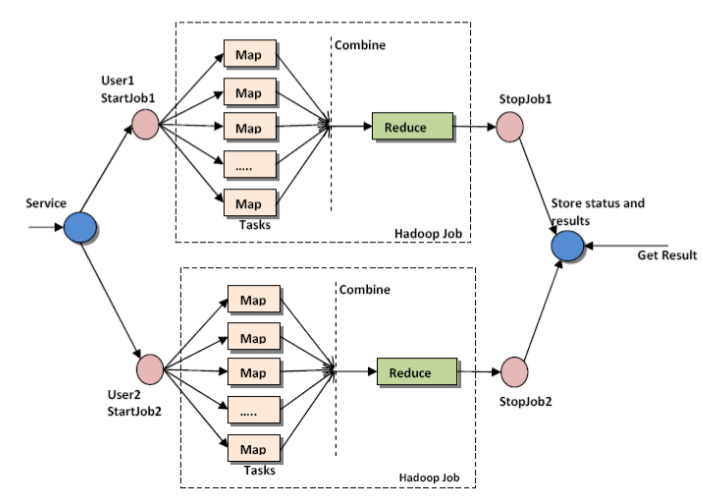 Combine
Map
User1
StartJob1
Map
Map
Reduce
StopJob1
…..
Service
Map
Tasks
Hadoop Job
Store status and
results
Get Result
Combine
Map
Map
Map
Reduce
User2
StartJob2
…..
StopJob2
Map
Tasks
Hadoop Job